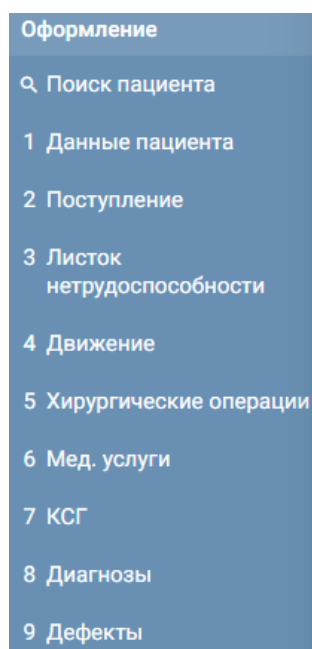 Оформление
Поиск пациента
1 Данные пациента
2 Поступление
3 Листок
нетрудоспособности
4 Движение
5 Хирургические операции
6 Мед. услуги
7 КСГ
8 Диагнозы
9 Дефекты